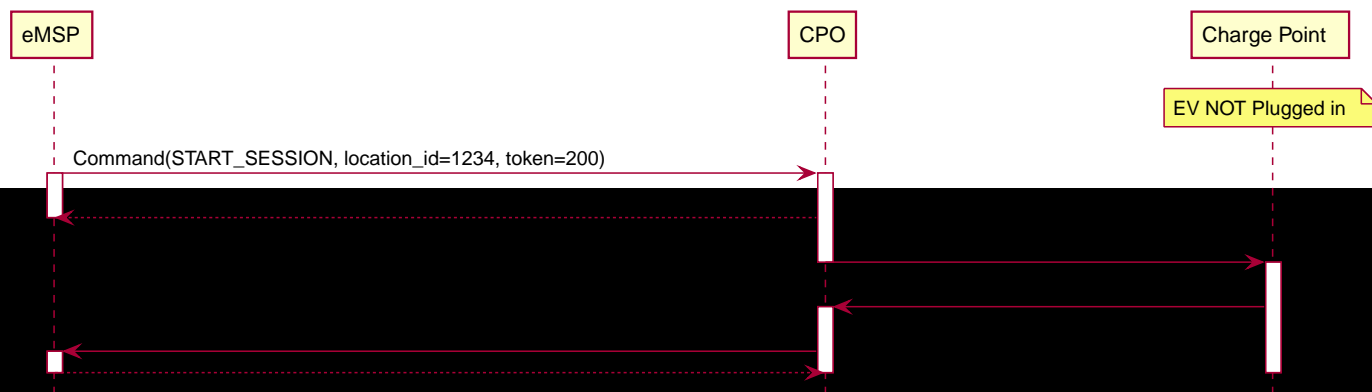 eMSP
CPO
Charge Point
EV NOT Plugged in
Command(START_SESSION, location_id=1234, token=200)